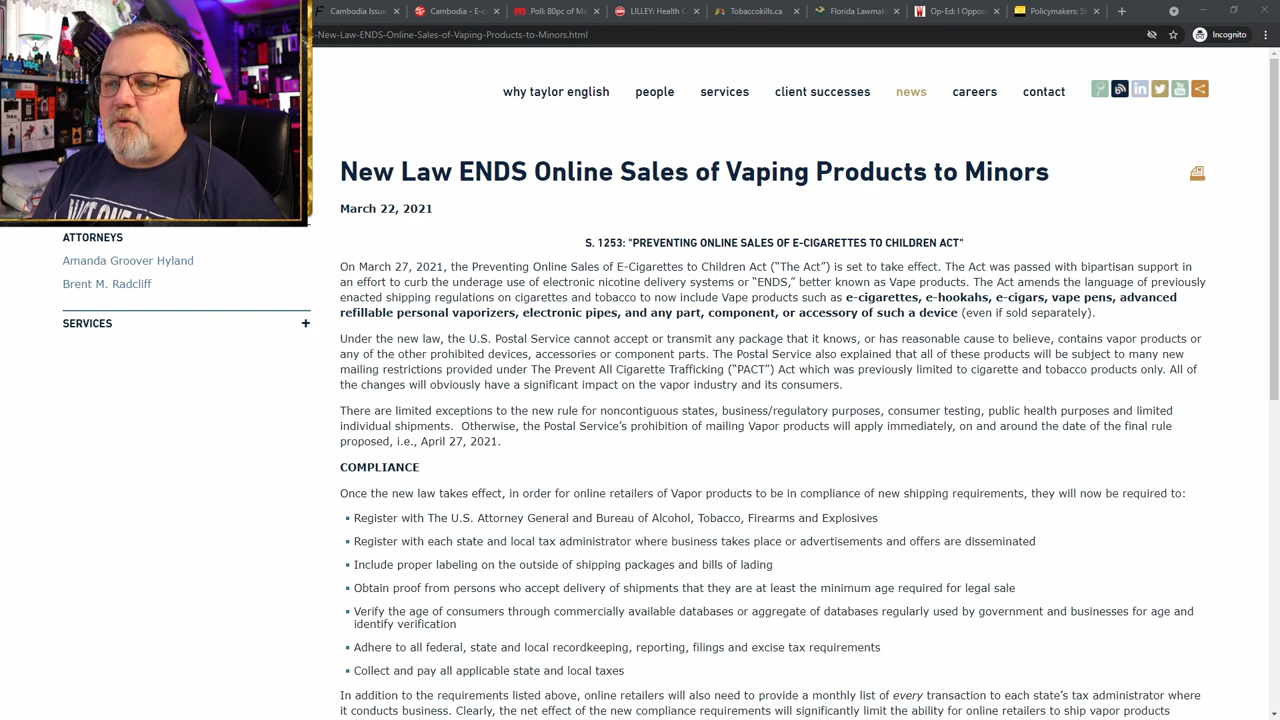 Cambodia Issue
Cambodia - E-c
Poll: 80pc of M
LILLEY: Health C
Tobaccokills.ca
Florida Lawmak
Op-Ed: I Oppos
Policymakers: S
-New-Law-ENDS-Online-Sales-of-Vaping-Products-to-Minors.html
Incognito
why taylor english
people
services
client successes
news
careers
contact
New Law ENDS Online Sales of Vaping Products to Minors
March 22, 2021
ATTORNEYS
Amanda Groover Hyland
Brent M. Radcliff
SERVICES
S. 1253: "PREVENTING ONLINE SALES OF E-CIGARETTES TO CHILDREN ACT"
On March 27, 2021, the Preventing Online Sales of E-Cigarettes to Children Act (“The Act”) is set to take effect. The Act was passed with bipartisan support in
an effort to curb the underage use of electronic nicotine delivery systems or “ENDS,” better known as Vape products. The Act amends the language of previously
enacted shipping regulations on cigarettes and tobacco to now include Vape products such as e-cigarettes, e-hookahs, e-cigars, vape pens, advanced
refillable personal vaporizers, electronic pipes, and any part, component, or accessory of such a device (even if sold separately).
Under the new law, the U.S. Postal Service cannot accept or transmit any package that it knows, or has reasonable cause to believe, contains vapor products or
any of the other prohibited devices, accessories or component parts. The Postal Service also explained that all of these products will be subject to many new
mailing restrictions provided under The Prevent All Cigarette Trafficking (“PACT”) Act which was previously limited to cigarette and tobacco products only. All of
the changes will obviously have a significant impact on the vapor industry and its consumers.
There are limited exceptions to the new rule for noncontiguous states, business/regulatory purposes, consumer testing, public health purposes and limited
individual shipments. Otherwise, the Postal Service’s prohibition of mailing Vapor products will apply immediately, on and around the date of the final rule
proposed, i.e., April 27, 2021.
COMPLIANCE
Once the new law takes effect, in order for online retailers of Vapor products to be in compliance of new shipping requirements, they will now be required to:
Register with The U.S. Attorney General and Bureau of Alcohol, Tobacco, Firearms and Explosives
Register with each state and local tax administrator where business takes place or advertisements and offers are disseminated
Include proper labeling on the outside of shipping packages and bills of lading
Obtain proof from persons who accept delivery of shipments that they are at least the minimum age required for legal sale
Verify the age of consumers through commercially available databases or aggregate of databases regularly used by government and businesses for age and
identify verification
Adhere to all federal, state and local recordkeeping, reporting, filings and excise tax requirements
Collect and pay all applicable state and local taxes
In addition to the requirements listed above, online retailers will also need to provide a monthly list of every transaction to each state’s tax administrator where
it conducts business. Clearly, the net effect of the new compliance requirements will significantly limit the ability for online retailers to ship vapor products